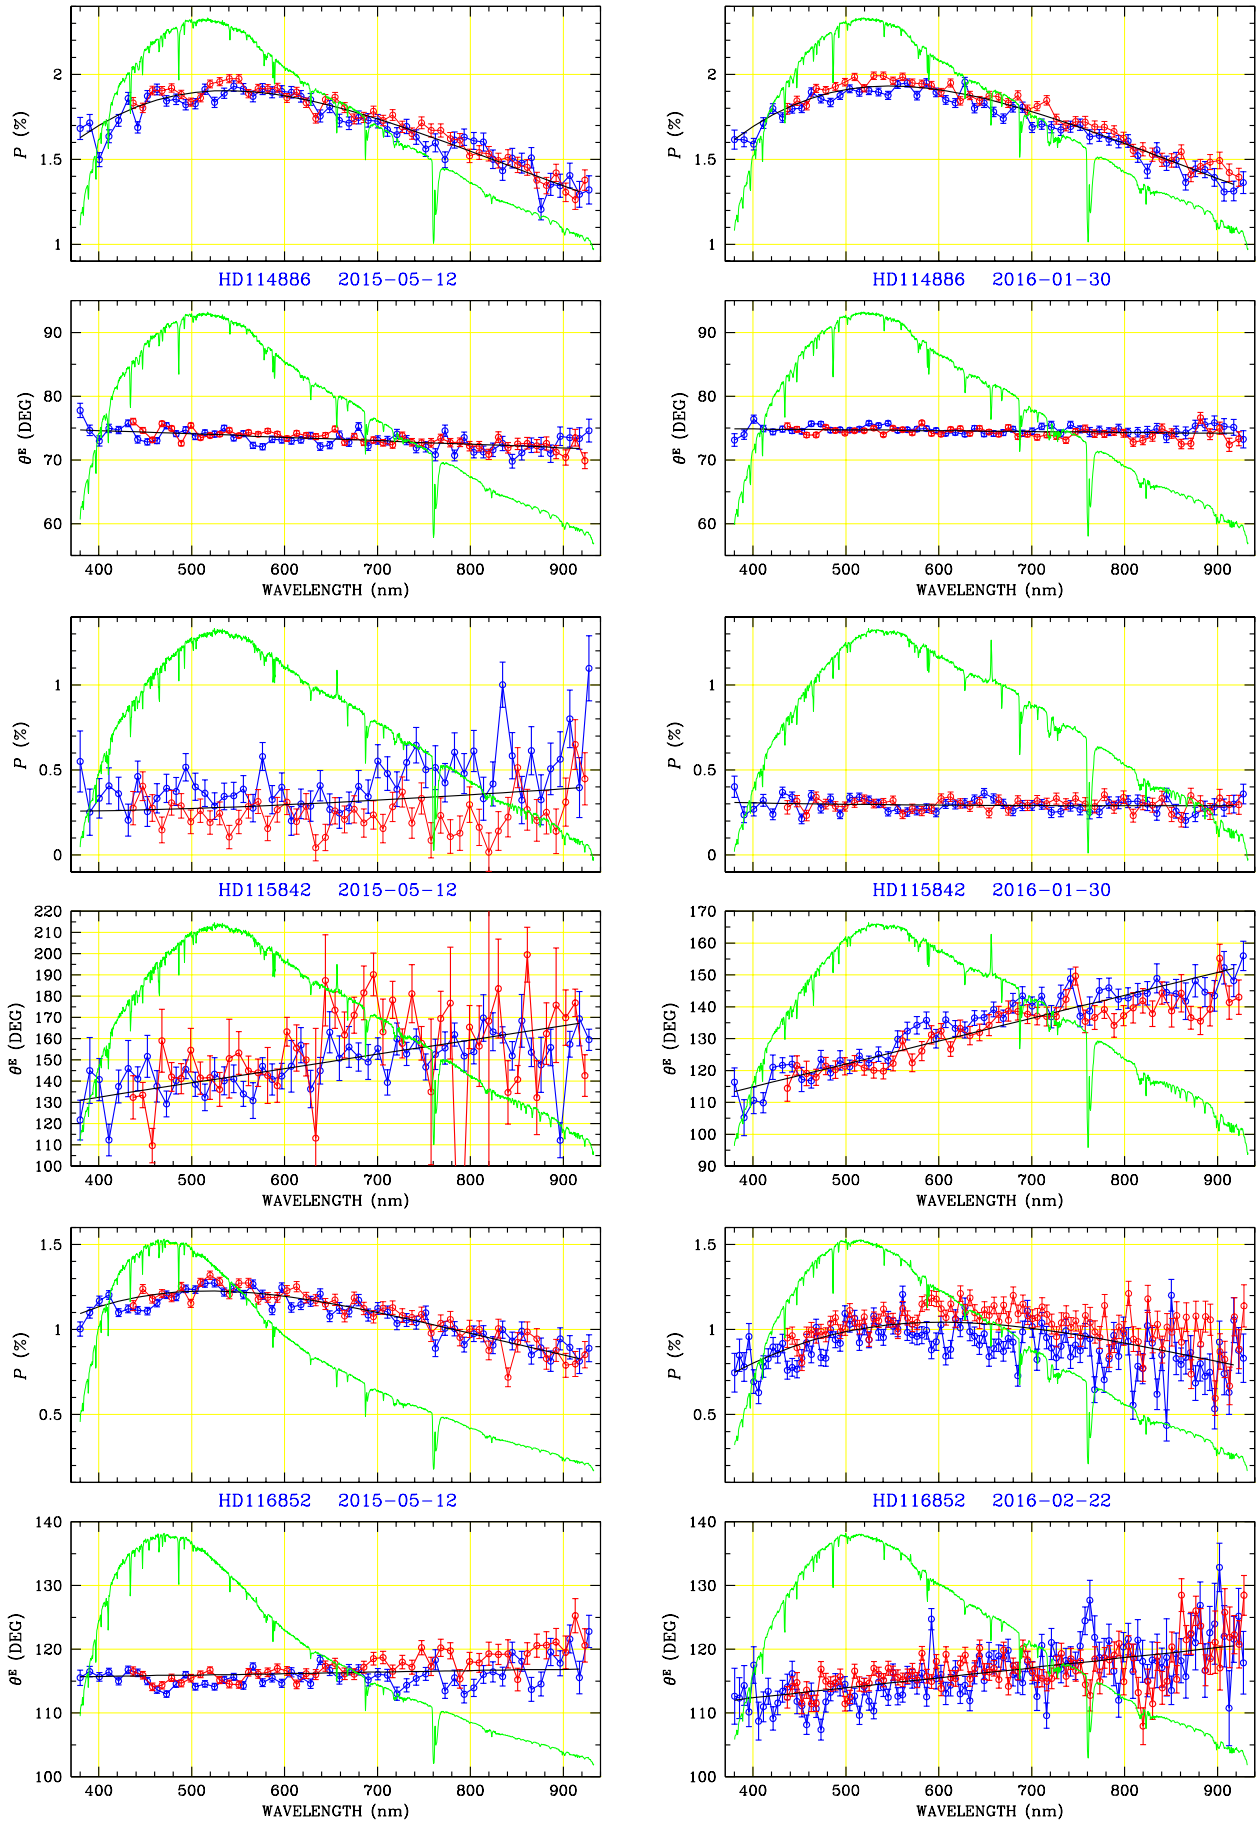 2
1.5
1
P (%)
HD114886 2015-05-12
90
80
70
60
θᴱ (DEG)
400 500 600 700 800 900
WAVELENGTH (nm)
2
1.5
1
P (%)
HD114886 2016-01-30
90
80
70
60
θᴱ (DEG)
400 500 600 700 800 900
WAVELENGTH (nm)
1
0.5
0
P (%)
HD115842 2015-05-12
220
210
200
190
180
170
160
150
140
130
120
110
100
θᴱ (DEG)
400 500 600 700 800 900
WAVELENGTH (nm)
1
0.5
0
P (%)
HD115842 2016-01-30
170
160
150
140
130
120
110
100
90
θᴱ (DEG)
400 500 600 700 800 900
WAVELENGTH (nm)
1.5
1
0.5
P (%)
HD116852 2015-05-12
140
130
120
110
100
θᴱ (DEG)
400 500 600 700 800 900
WAVELENGTH (nm)
1.5
1
0.5
P (%)
HD116852 2016-02-22
140
130
120
110
100
θᴱ (DEG)
400 500 600 700 800 900
WAVELENGTH (nm)